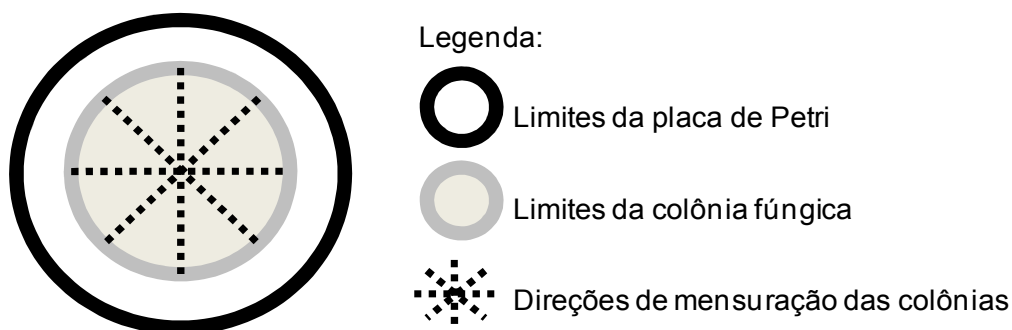 Legenda:
Limites da placa de Petri
Limites da colônia fúngica
Direções de mensuração das colônias